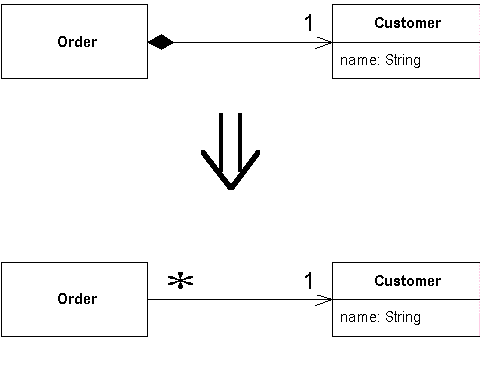 1
Customer
Order
name: String
* 1
Customer
Order
name: String